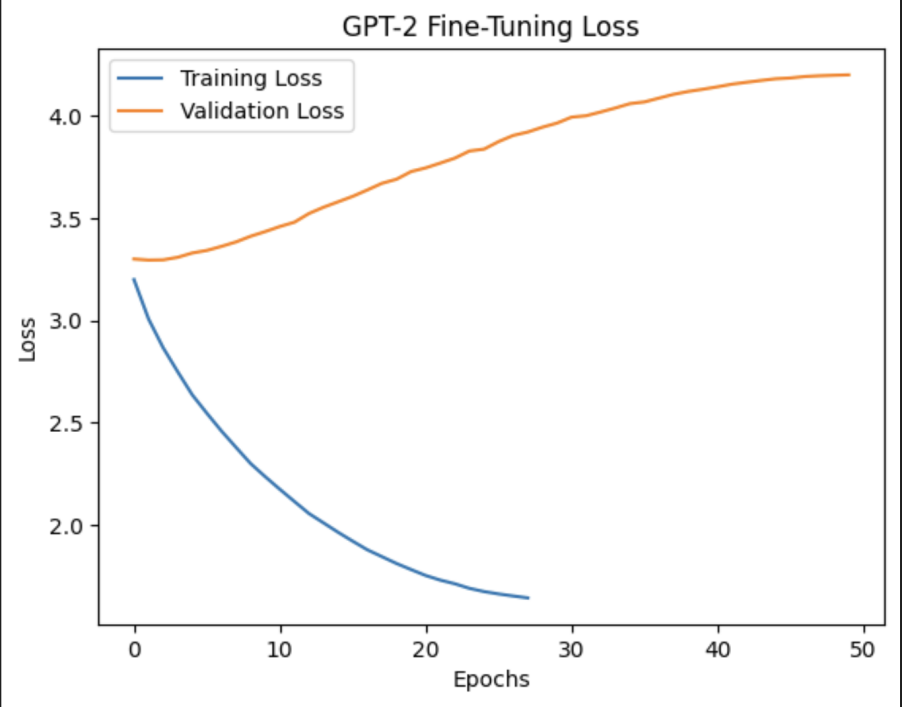 GPT-2 Fine-Tuning Loss
Training Loss
Validation Loss
4.0
3.5
3.0
2.5
2.0
Loss
0 10 20 30 40 50
Epochs